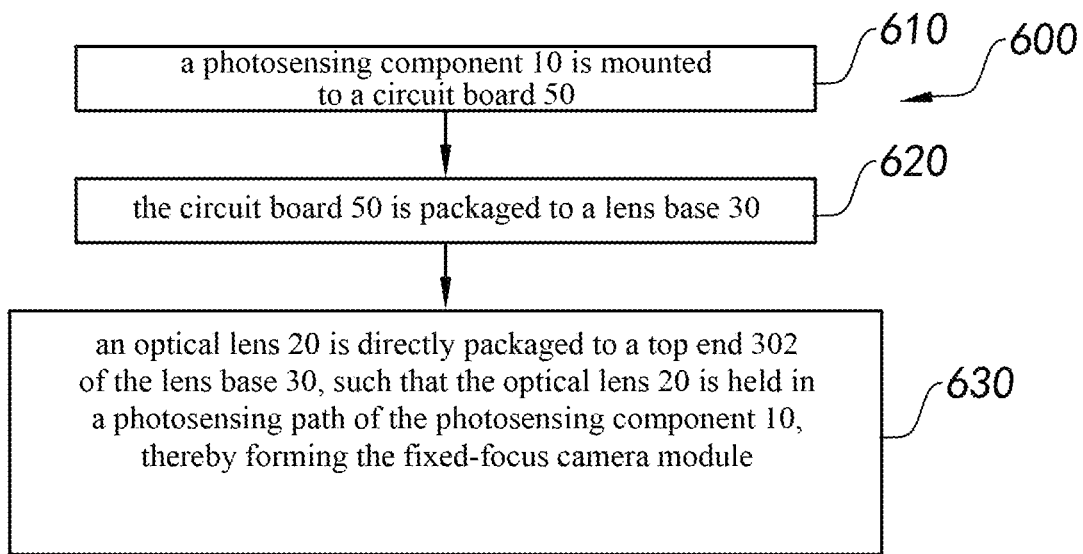 610
600
a photosensing component 10 is mounted
to a circuit board 50
620
the circuit board 50 is packaged to a lens base 30
an optical lens 20 is directly packaged to a top end 302
of the lens base 30, such that the optical lens 20 is held in
a photosensing path of the photosensing component 10,
thereby forming the fixed-focus camera module
630